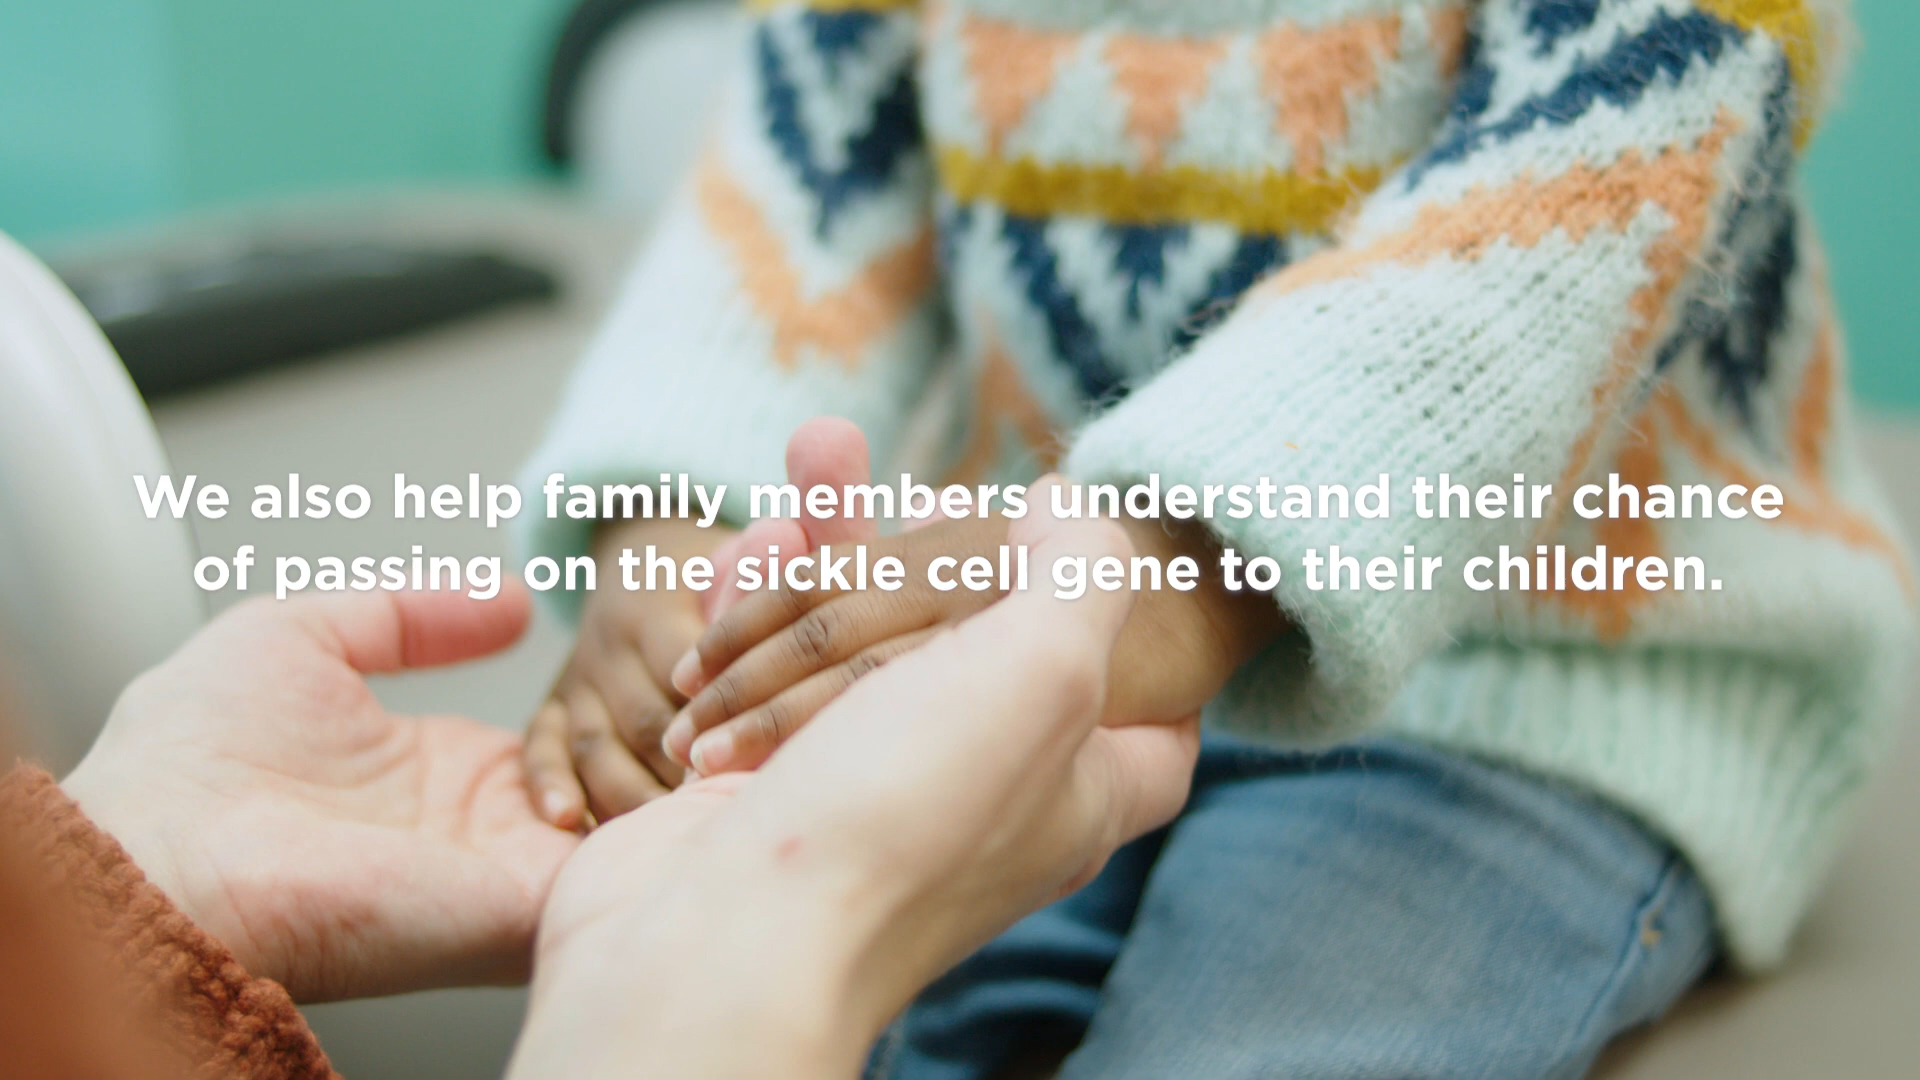 We also help family members understand their chance
of passing on the sickle cell gene to their children.